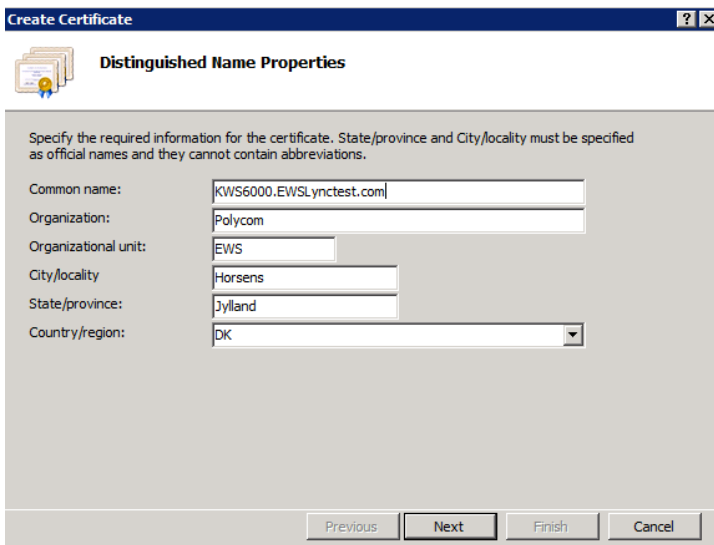 Create Certificate
Distinguished Name Properties
Specify the required information for the certificate. State/province and City/locality must be specified
as official names and they cannot contain abbreviations.
Common name: KWS6000.EWSLynctest.com
Organization: Polycom
Organizational unit: EWS
City/locality Horsens
State/province: Jylland
Country/region: DK
Previous Next Finish Cancel